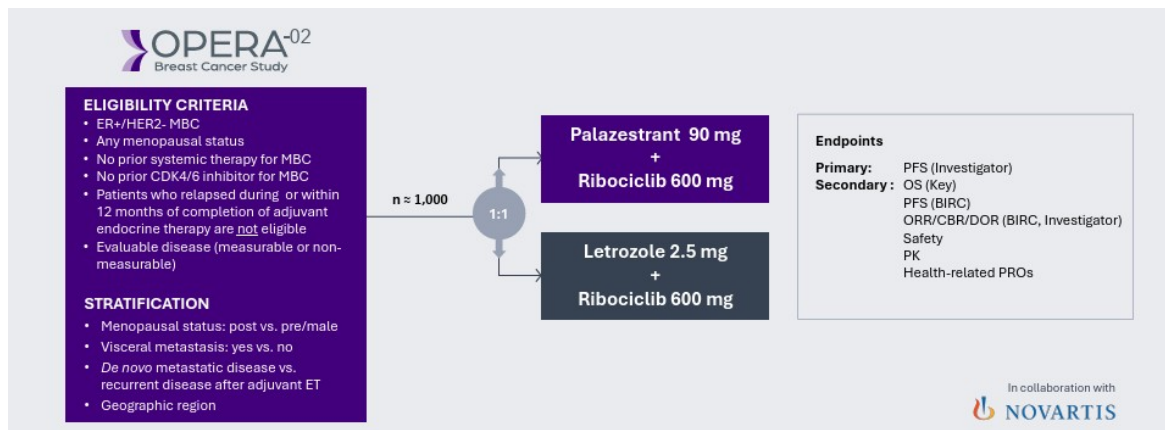 OPERA-02
Breast Cancer Study
ELIGIBILITY CRITERIA
• ER+/HER2- MBC
• Any menopausal status
• No prior systemic therapy for MBC
• No prior CDK4/6 inhibitor for MBC
• Patients who relapsed during or within
12 months of completion of adjuvant
endocrine therapy are not eligible
• Evaluable disease (measurable or non-
measurable)
STRATIFICATION
• Menopausal status: post vs. pre/male
• Visceral metastasis: yes vs. no
• De novo metastatic disease vs.
recurrent disease after adjuvant ET
• Geographic region
n ≈ 1,000
1:1
Palazestrant 90 mg
+
Ribociclib 600 mg
Letrozole 2.5 mg
+
Ribociclib 600 mg
Endpoints
Primary: PFS (Investigator)
Secondary : OS (Key)
PFS (BIRC)
ORR/CBR/DOR (BIRC, Investigator)
Safety
PK
Health-related PROs
In collaboration with
NOVARTIS